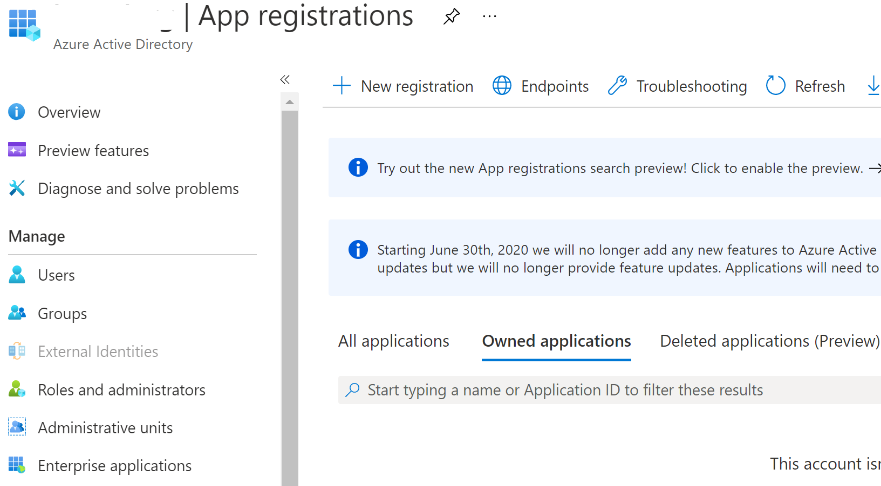 | App registrations
Azure Active Directory
New registration
Endpoints
Troubleshooting
Refresh
Overview
Preview features
Diagnose and solve problems
Manage
Users
Groups
External Identities
Roles and administrators
Administrative units
Enterprise applications
Try out the new App registrations search preview! Click to enable the preview.
Starting June 30th, 2020 we will no longer add any new features to Azure Active
updates but we will no longer provide feature updates. Applications will need to
All applications
Owned applications
Deleted applications (Preview)
Start typing a name or Application ID to filter these results
This account